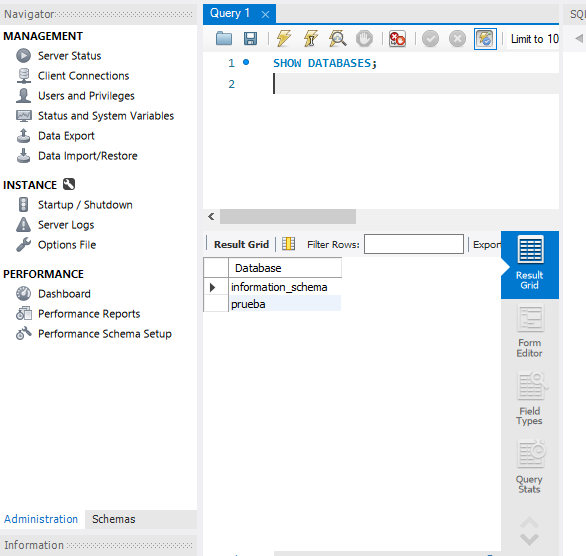 Navigator
MANAGEMENT
Server Status
Client Connections
Users and Privileges
Status and System Variables
Data Export
Data Import/Restore
INSTANCE
Startup / Shutdown
Server Logs
Options File
PERFORMANCE
Dashboard
Performance Reports
Performance Schema Setup
Administration Schemas
Information
Query 1
Limit to 10
1 SHOW DATABASES;
2
Result Grid Filter Rows: Export
Database
information_schema
prueba
Result
Grid
Form
Editor
Field
Types
Query
Stats
SQL